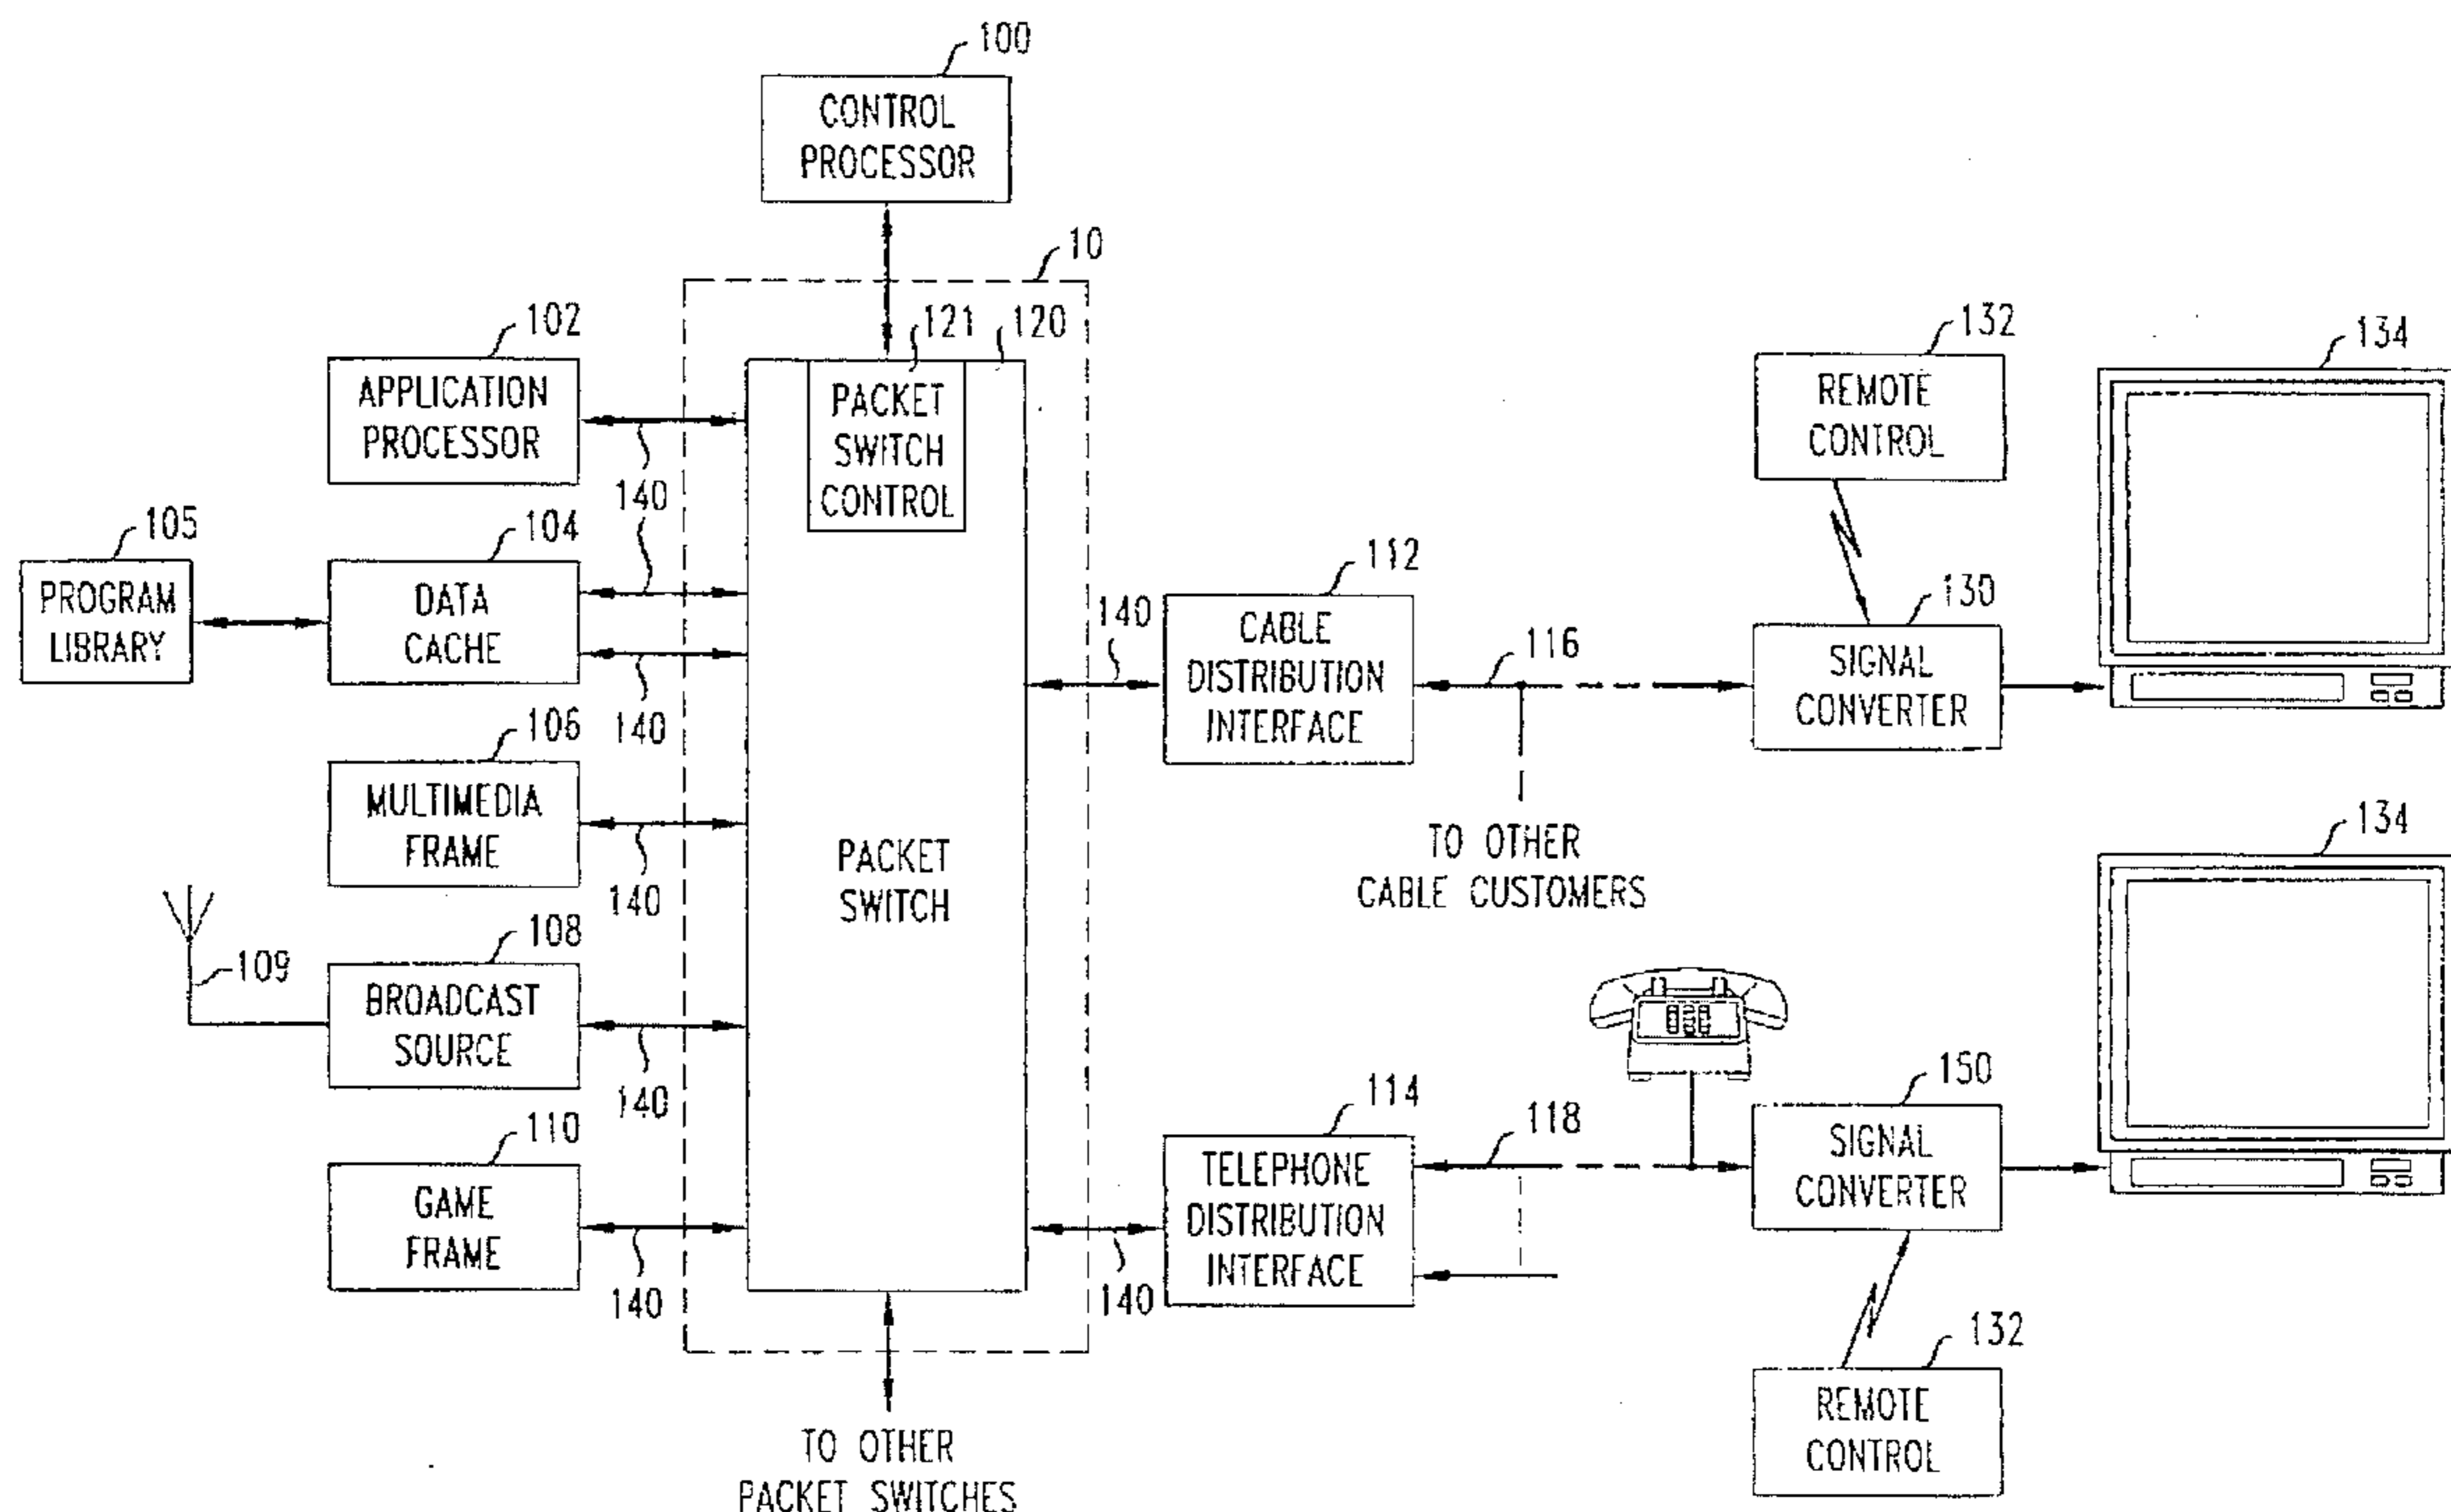 100
CONTROL
PROCESSOR
10
121
120
102
APPLICATION
PROCESSOR
140
PACKET
SWITCH
CONTROL
132
REMOTE
CONTROL
134
105
PROGRAM
LIBRARY
104
DATA
CACHE
140
112
CABLE
DISTRIBUTION
INTERFACE
140
116
130
SIGNAL
CONVERTER
106
MULTIMEDIA
FRAME
140
PACKET
SWITCH
TO OTHER
CABLE CUSTOMERS
134
109
108
BROADCAST
SOURCE
140
110
GAME
FRAME
140
114
TELEPHONE
DISTRIBUTION
INTERFACE
140
118
150
SIGNAL
CONVERTER
132
REMOTE
CONTROL
TO OTHER
PACKET SWITCHES